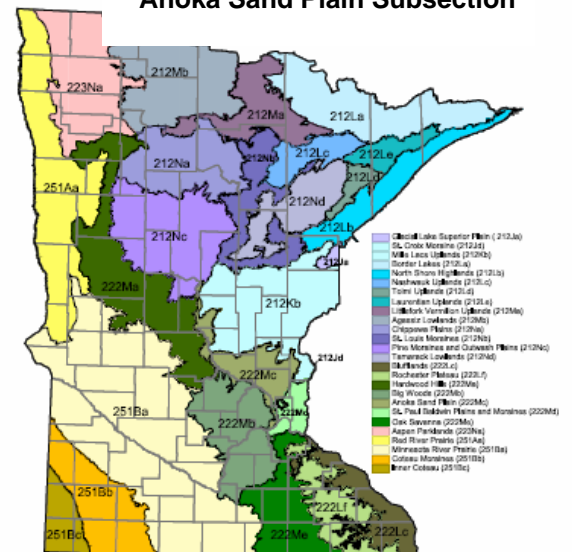 Anoka Sand Plain Subsection
212Mb
223Na
212La
212Ma
212Lc
212Le
212Na
212Nb
212Ld
251Aa
212Nd
212Lb
212Nc
212Ja
222Ma
212Kb
212Jd
222Mc
222Md
251Ba
222Mb
251Bb
222Lf
251Bc
222Me
222Lc
Glacial Lake Superior Plain (212Ja)
St. Croix Moraine (212Jd)
Mille Lacs Uplands (212Kb)
Border Lakes (212La)
North Shore Highlands (212Lb)
Nashwauk Uplands (212Lc)
Toimi Uplands (212Ld)
Laurentian Uplands (212Le)
Littlefork Vermilion Uplands (212Ma)
Agassiz Lowlands (212Mb)
Chippewa Plains (212Na)
St. Louis Moraines (212Nb)
Pine Moraines and Outwash Plains (212Nc)
Tamarack Lowlands (212Nd)
Blufflands (222Lc)
Rochester Plateau (222Lf)
Hardwood Hills (222Ma)
Big Woods (222Mb)
Anoka Sand Plain (222Mc)
St. Paul Baldwin Plains and Moraines (222Md)
Oak Savanna (222Me)
Aspen Parklands (223Na)
Red River Prairie (251Aa)
Minnesota River Prairie (251Ba)
Coteau Moraines (251Bb)
Inner Coteau (251Bc)